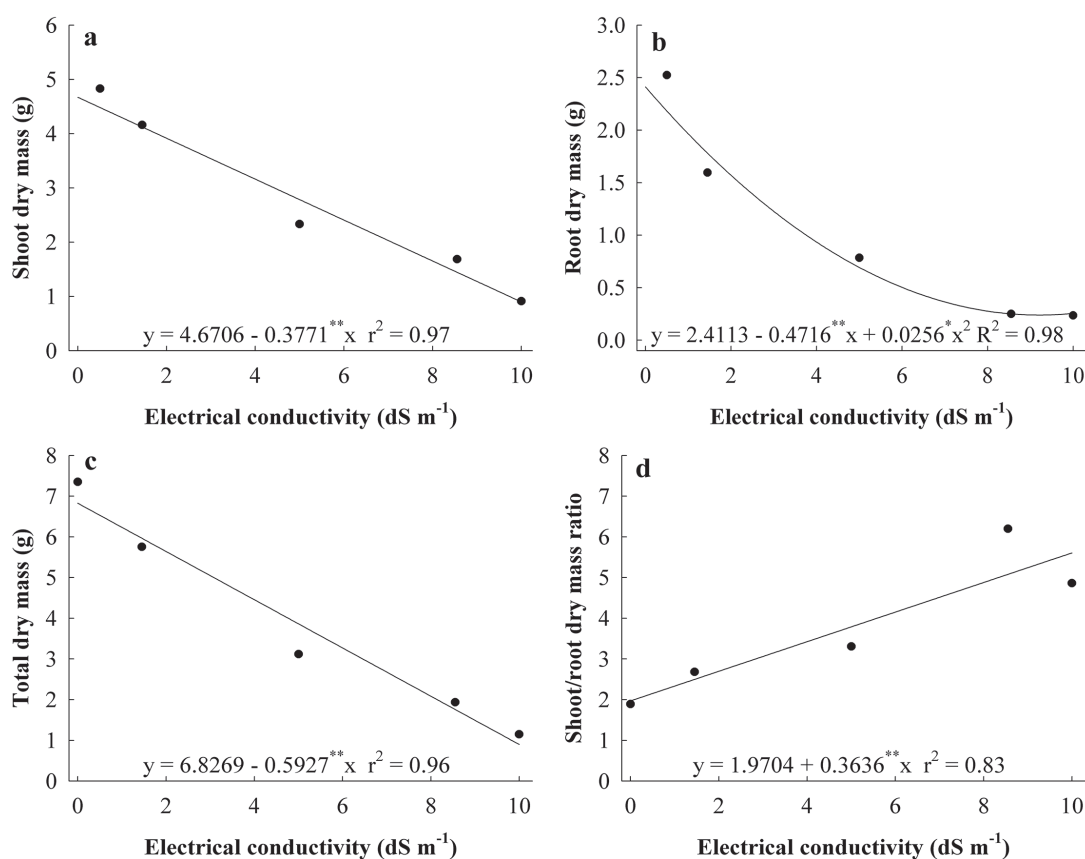 a
Shoot dry mass (g)
6
5
4
3
2
1
0
y = 4.6706 - 0.3771**x r² = 0.97
0 2 4 6 8 10
Electrical conductivity (dS m⁻¹)
b
Root dry mass (g)
3.0
2.5
2.0
1.5
1.0
0.5
0.0
y = 2.4113 - 0.4716**x + 0.0256*x² R² = 0.98
0 2 4 6 8 10
Electrical conductivity (dS m⁻¹)
c
Total dry mass (g)
8
7
6
5
4
3
2
1
0
y = 6.8269 - 0.5927**x r² = 0.96
0 2 4 6 8 10
Electrical conductivity (dS m⁻¹)
d
Shoot/root dry mass ratio
8
7
6
5
4
3
2
1
0
y = 1.9704 + 0.3636**x r² = 0.83
0 2 4 6 8 10
Electrical conductivity (dS m⁻¹)